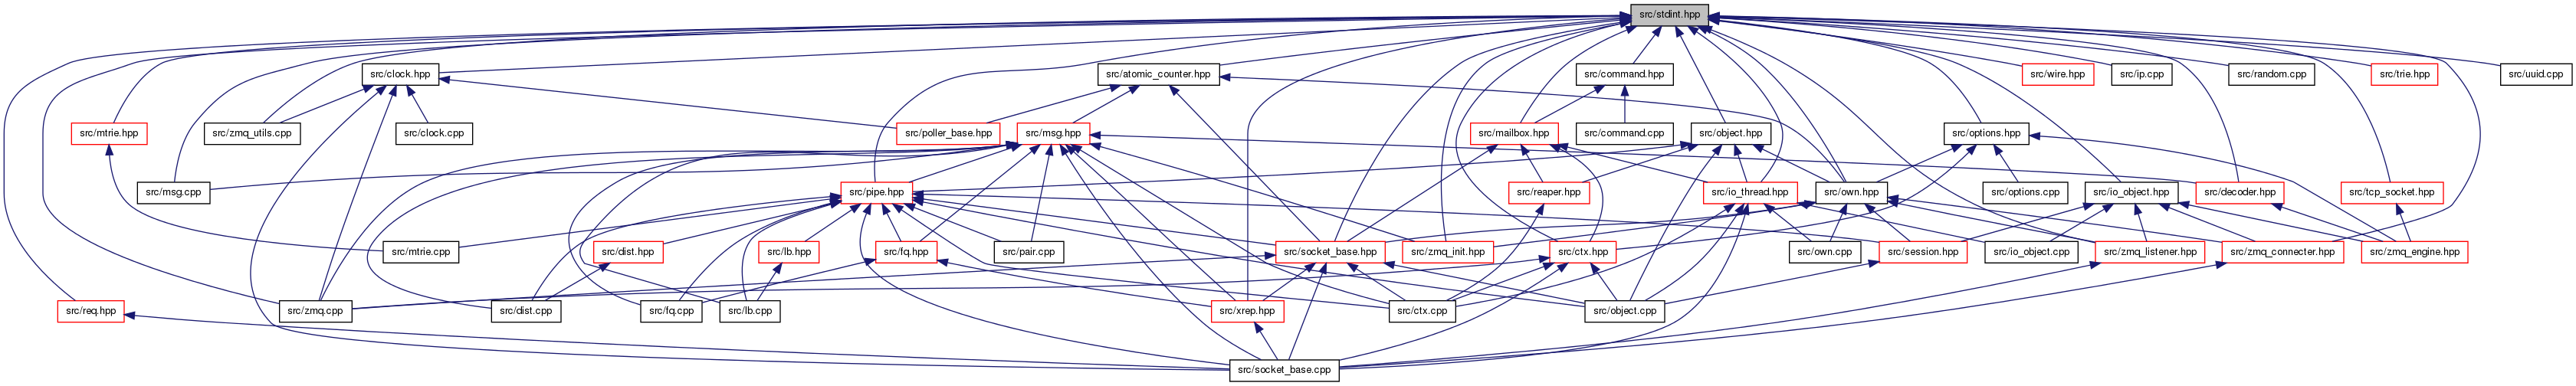 src/stdint.hpp
src/clock.hpp
src/atomic_counter.hpp
src/command.hpp
src/wire.hpp
src/ip.cpp
src/random.cpp
src/trie.hpp
src/uuid.cpp
src/mtrie.hpp
src/zmq_utils.cpp
src/clock.cpp
src/poller_base.hpp
src/msg.hpp
src/mailbox.hpp
src/command.cpp
src/object.hpp
src/options.hpp
src/msg.cpp
src/pipe.hpp
src/reaper.hpp
src/io_thread.hpp
src/own.hpp
src/options.cpp
src/io_object.hpp
src/decoder.hpp
src/tcp_socket.hpp
src/mtrie.cpp
src/dist.hpp
src/lb.hpp
src/fq.hpp
src/pair.cpp
src/socket_base.hpp
src/zmq_init.hpp
src/ctx.hpp
src/own.cpp
src/session.hpp
src/io_object.cpp
src/zmq_listener.hpp
src/zmq_connecter.hpp
src/zmq_engine.hpp
src/req.hpp
src/zmq.cpp
src/dist.cpp
src/fq.cpp
src/lb.cpp
src/xrep.hpp
src/ctx.cpp
src/object.cpp
src/socket_base.cpp